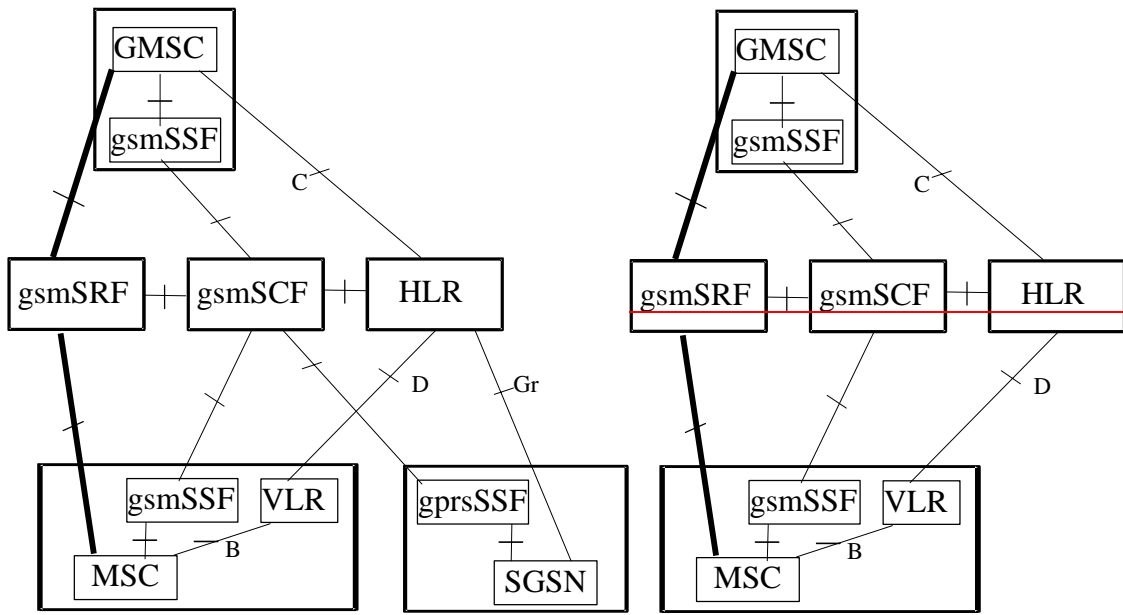 GMSC
gsmSSF
C
gsmSRF
gsmSCF
HLR
D
Gr
gsmSSF
VLR
B
MSC
gprsSSF
SGSN
GMSC
gsmSSF
C
gsmSRF
gsmSCF
HLR
D
gsmSSF
VLR
B
MSC